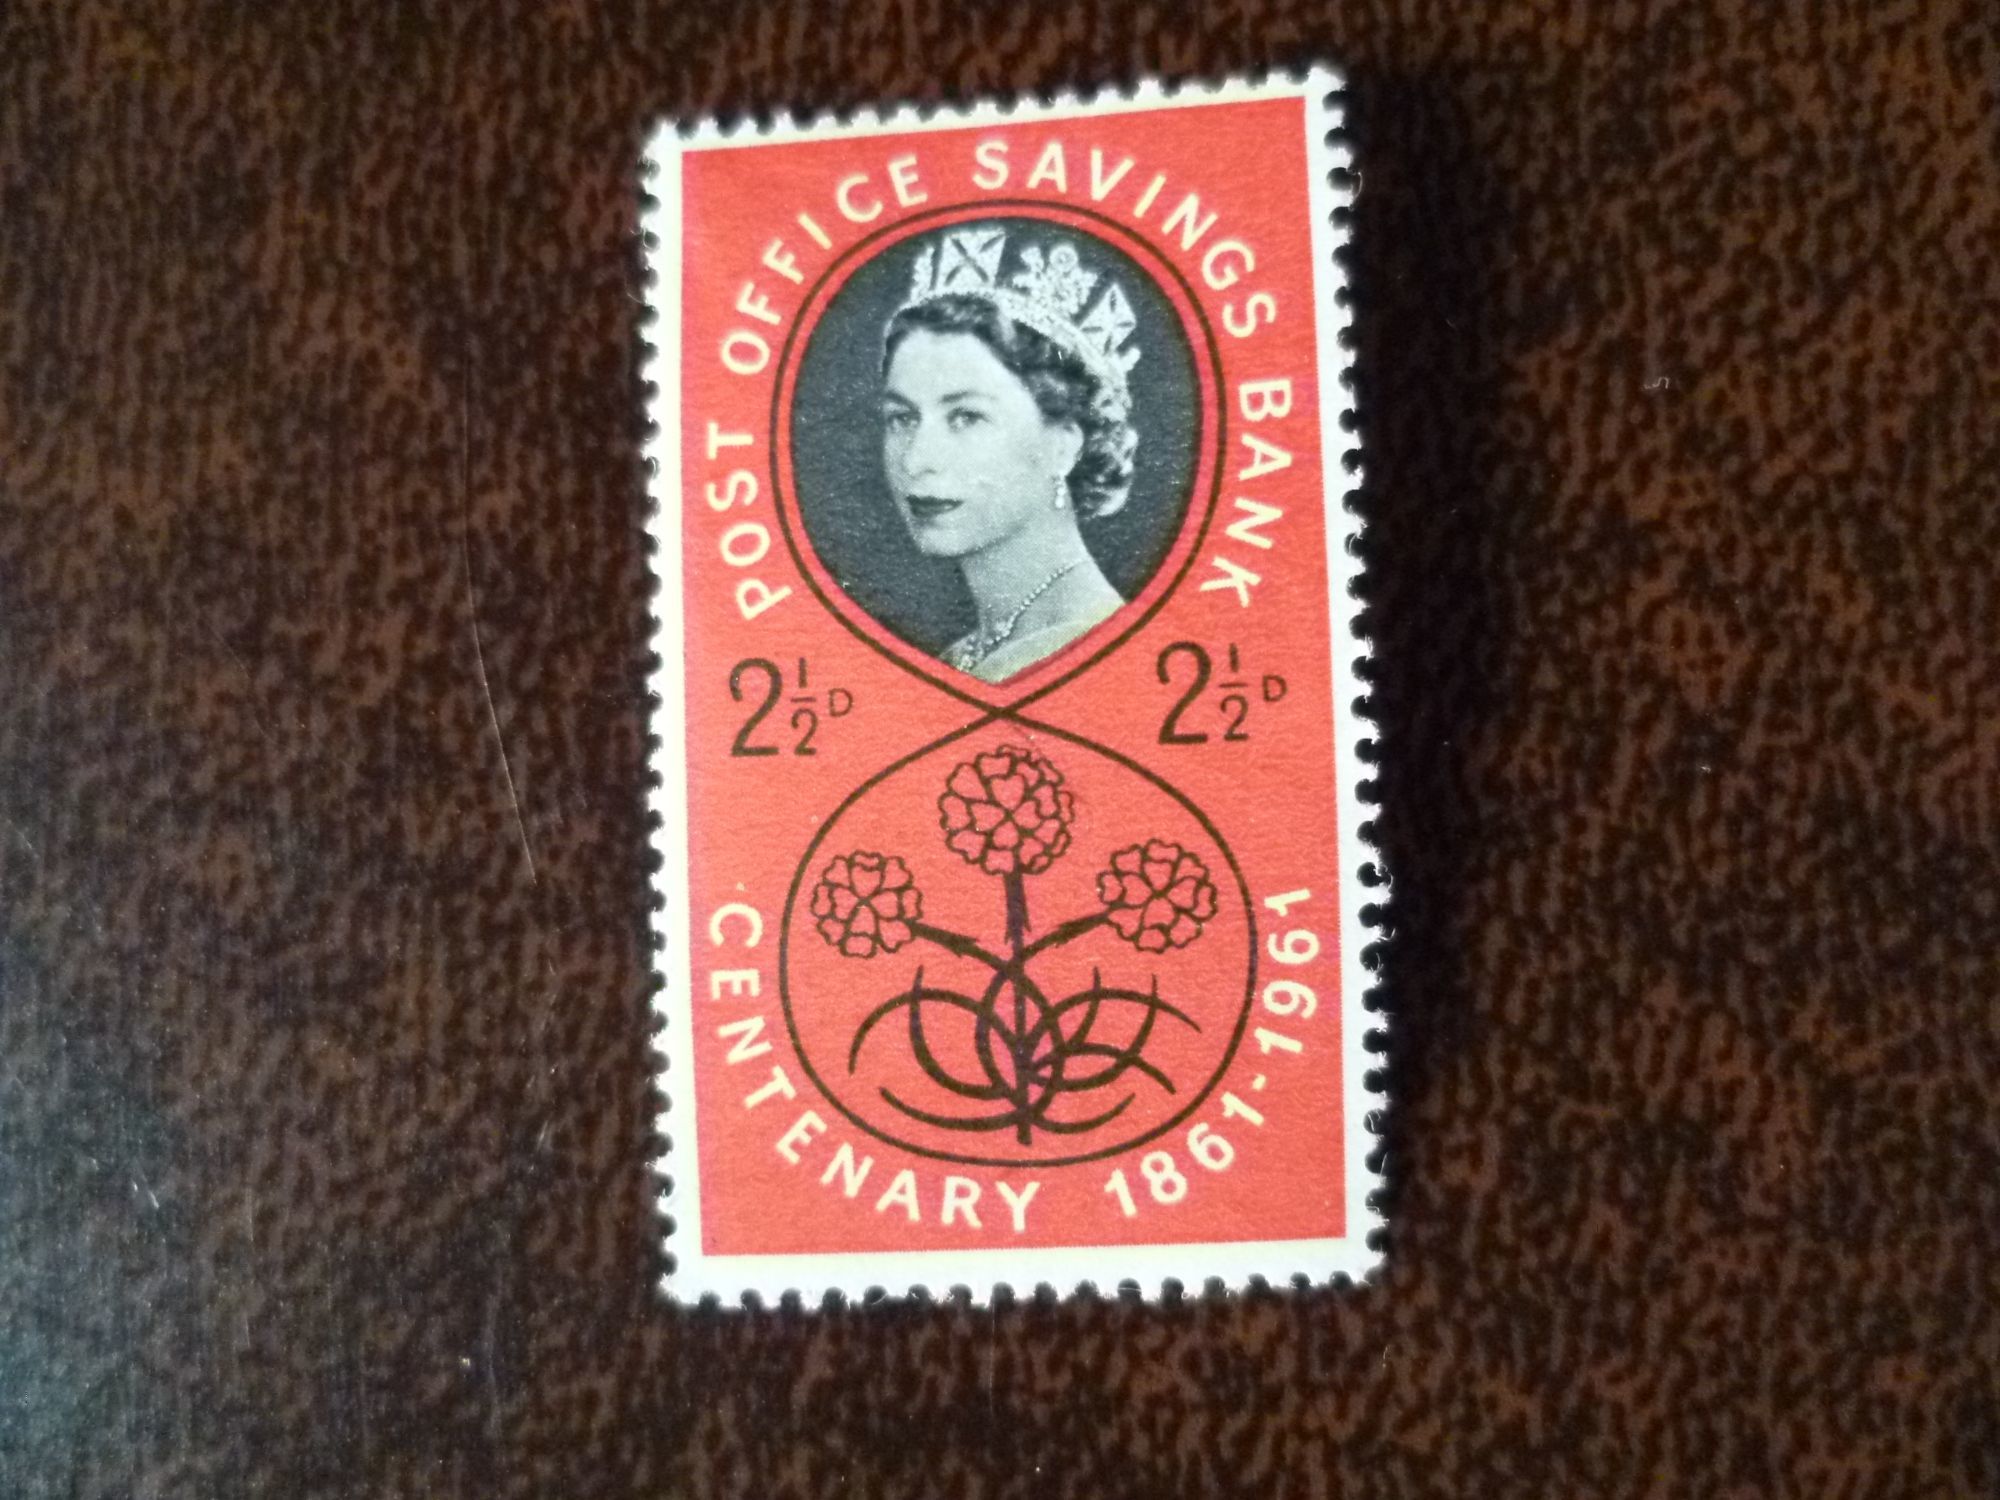 POST OFFICE SAVINGS BANK
2½D 2½D
CENTENARY 1861-1961